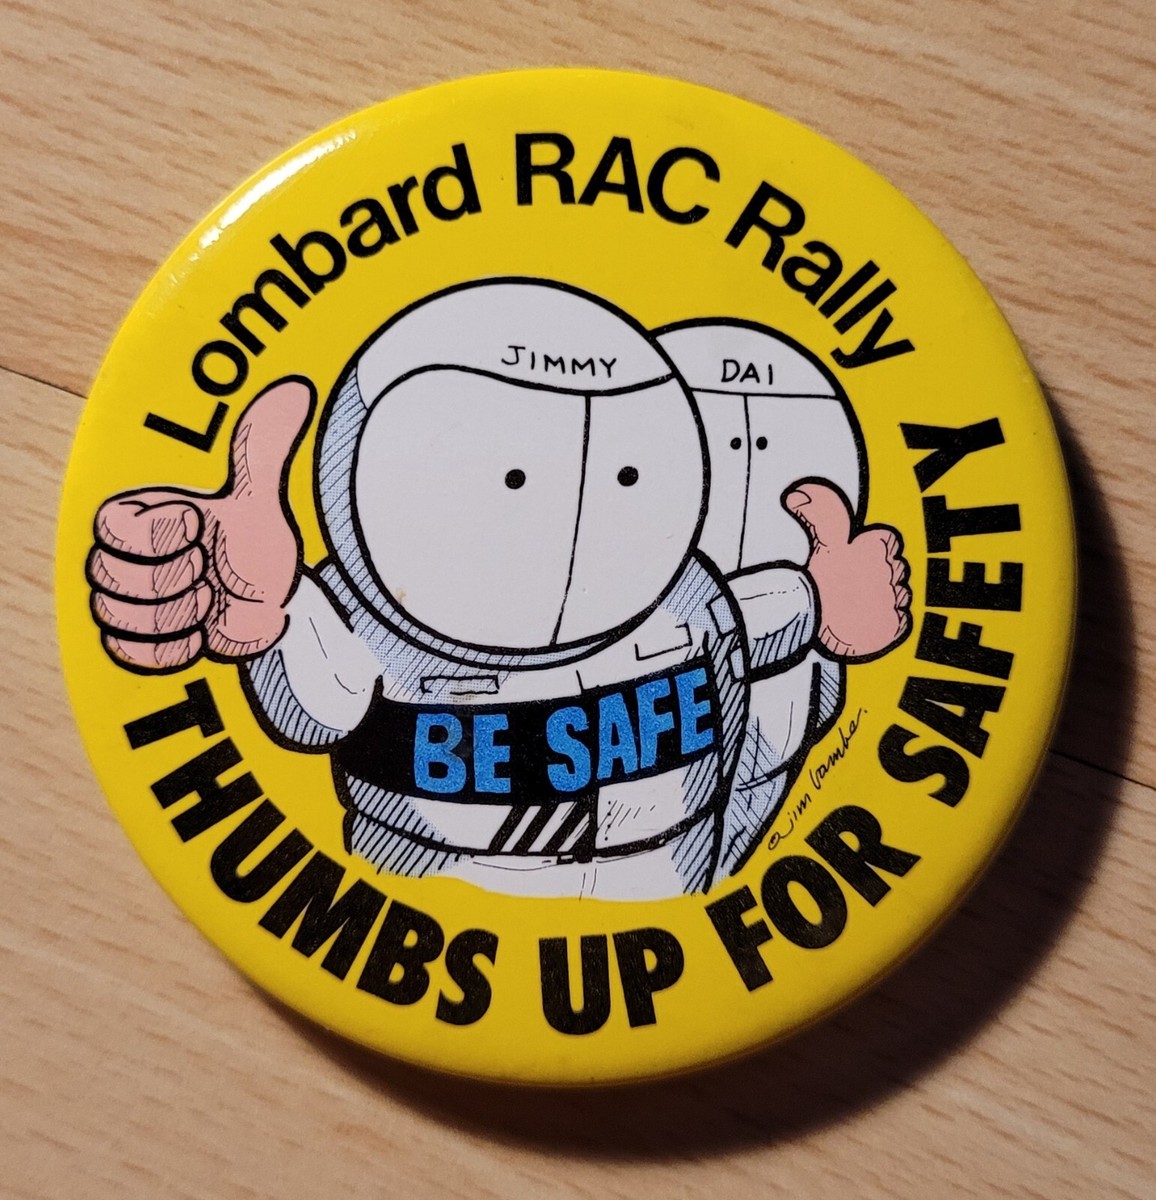 Lombard RAC Rally
JIMMY
DAI
BE SAFE
jim bamber
THUMBS UP FOR SAFETY